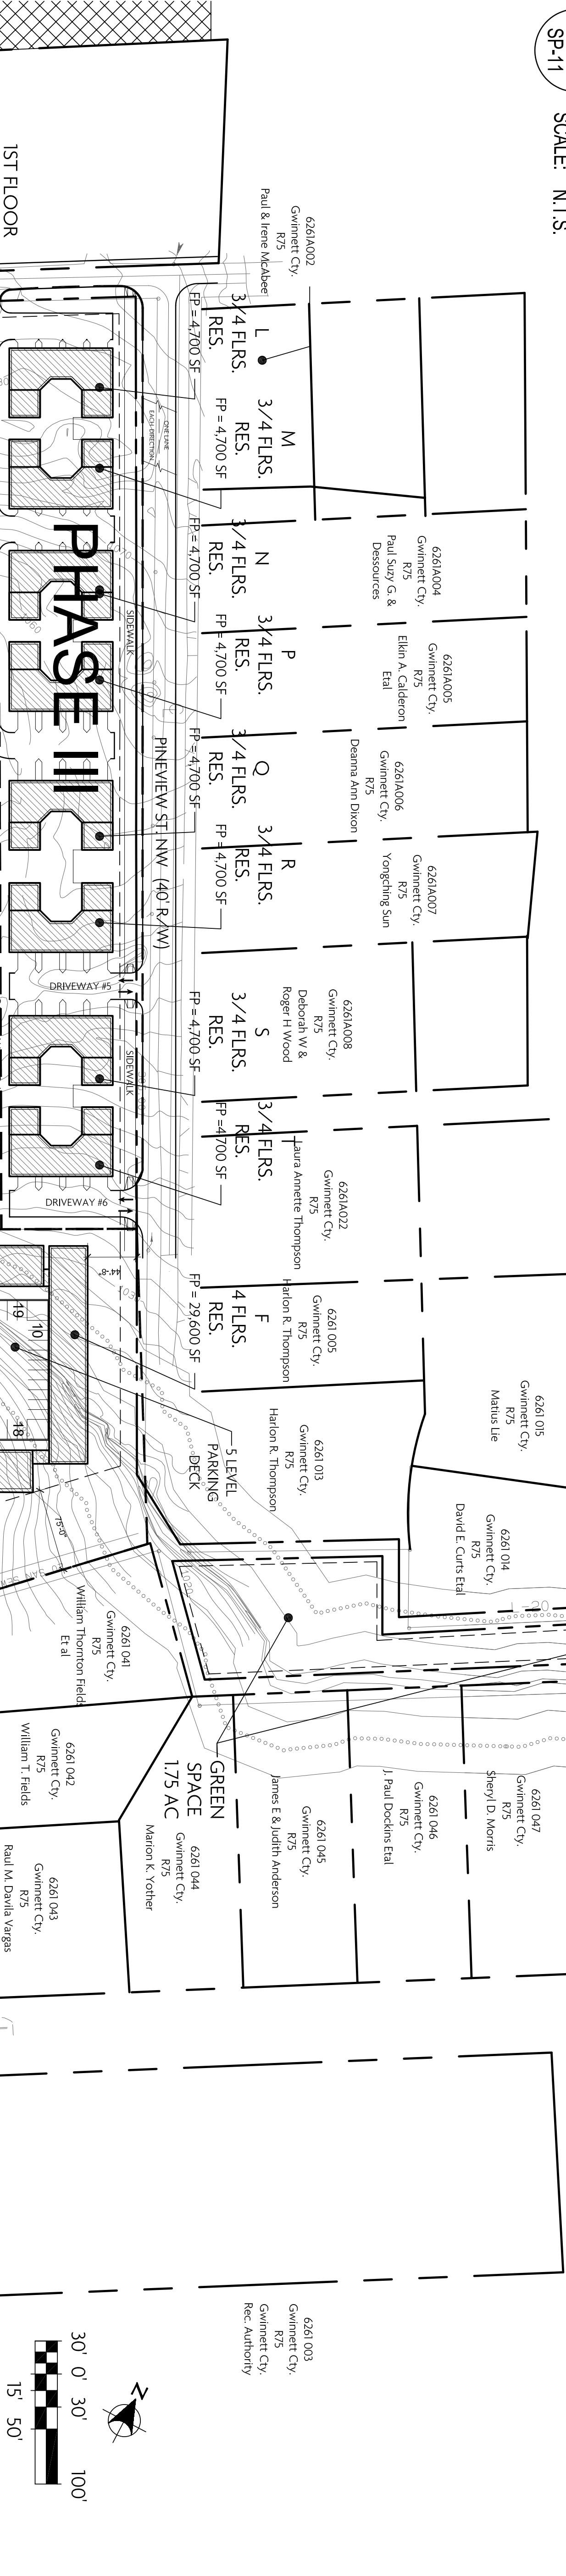 SP-11
SCALE: N.T.S.
1ST FLOOR
6261A002
Gwinnett Cty.
R75
Paul & Irene McAbee
L
3/4 FLRS.
RES.
FP = 4,700 SF
M
3/4 FLRS.
RES.
FP = 4,700 SF
ONE LANE
EACH DIRECTION
N
3/4 FLRS.
RES.
FP = 4,700 SF
P
3/4 FLRS.
RES.
FP = 4,700 SF
Q
3/4 FLRS.
RES.
FP = 4,700 SF
R
3/4 FLRS.
RES.
FP = 4,700 SF
S
3/4 FLRS.
RES.
FP = 4,700 SF
T
3/4 FLRS.
RES.
FP =4700 SF
F
4 FLRS.
RES.
FP = 29,600 SF
6261A004
Gwinnett Cty.
R75
Paul Suzy G. &
Dessources
6261A005
Gwinnett Cty.
R75
Elkin A. Calderon
Etal
6261A006
Gwinnett Cty.
R75
Deanna Ann Dixon
6261A007
Gwinnett Cty.
R75
Yongching Sun
6261A008
Gwinnett Cty.
R75
Deborah W &
Roger H Wood
6261A022
Gwinnett Cty.
R75
Laura Annette Thompson
6261 005
Gwinnett Cty.
R75
Harlon R. Thompson
6261 013
Gwinnett Cty.
R75
Harlon R. Thompson
6261 015
Gwinnett Cty.
R75
Matius Lie
6261 014
Gwinnett Cty.
R75
David E. Curts Etal
PHASE III
1060
SIDEWALK
PINEVIEW ST. NW (40' R/W)
DRIVEWAY #5
SIDEWALK
DRIVEWAY #6
44'-8"
19
10
18
5 LEVEL
PARKING
DECK
75'-0"
1020
6261 041
Gwinnett Cty.
R75
William Thornton Fields
Et al
6261 042
Gwinnett Cty.
R75
William T. Fields
6261 043
Gwinnett Cty.
R75
Raul M. Davila Vargas
GREEN
SPACE
1.75 AC
6261 044
Gwinnett Cty.
R75
Marion K. Yother
6261 045
Gwinnett Cty.
R75
James E & Judith Anderson
6261 046
Gwinnett Cty.
R75
J. Paul Dockins Etal
6261 047
Gwinnett Cty.
R75
Sheryl D. Morris
6261 003
Gwinnett Cty.
R75
Gwinnett Cty.
Rec. Authority
N
30' 0' 30' 100'
15' 50'